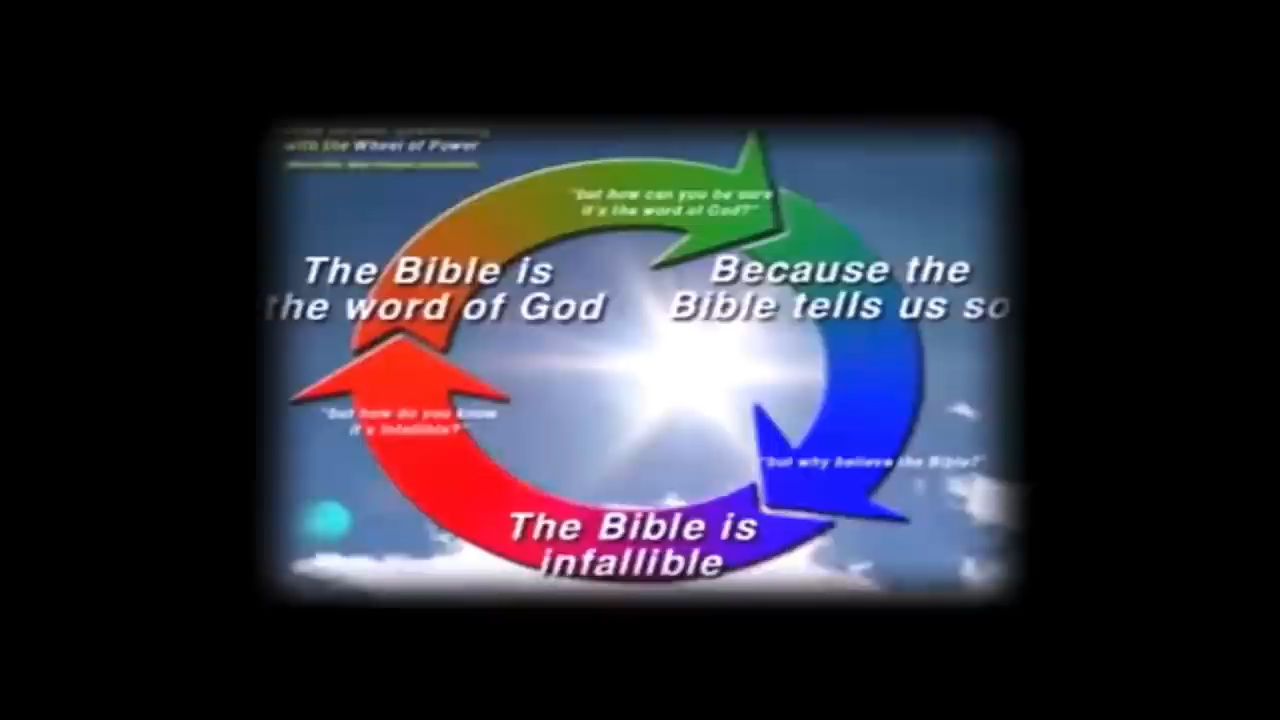 with the Wheel of Power
"but how can you be sure
it's the word of God?"
The Bible is
the word of God
Because the
Bible tells us so
"but how do you know
it's infallible?"
"but why believe the Bible?"
The Bible is
infallible